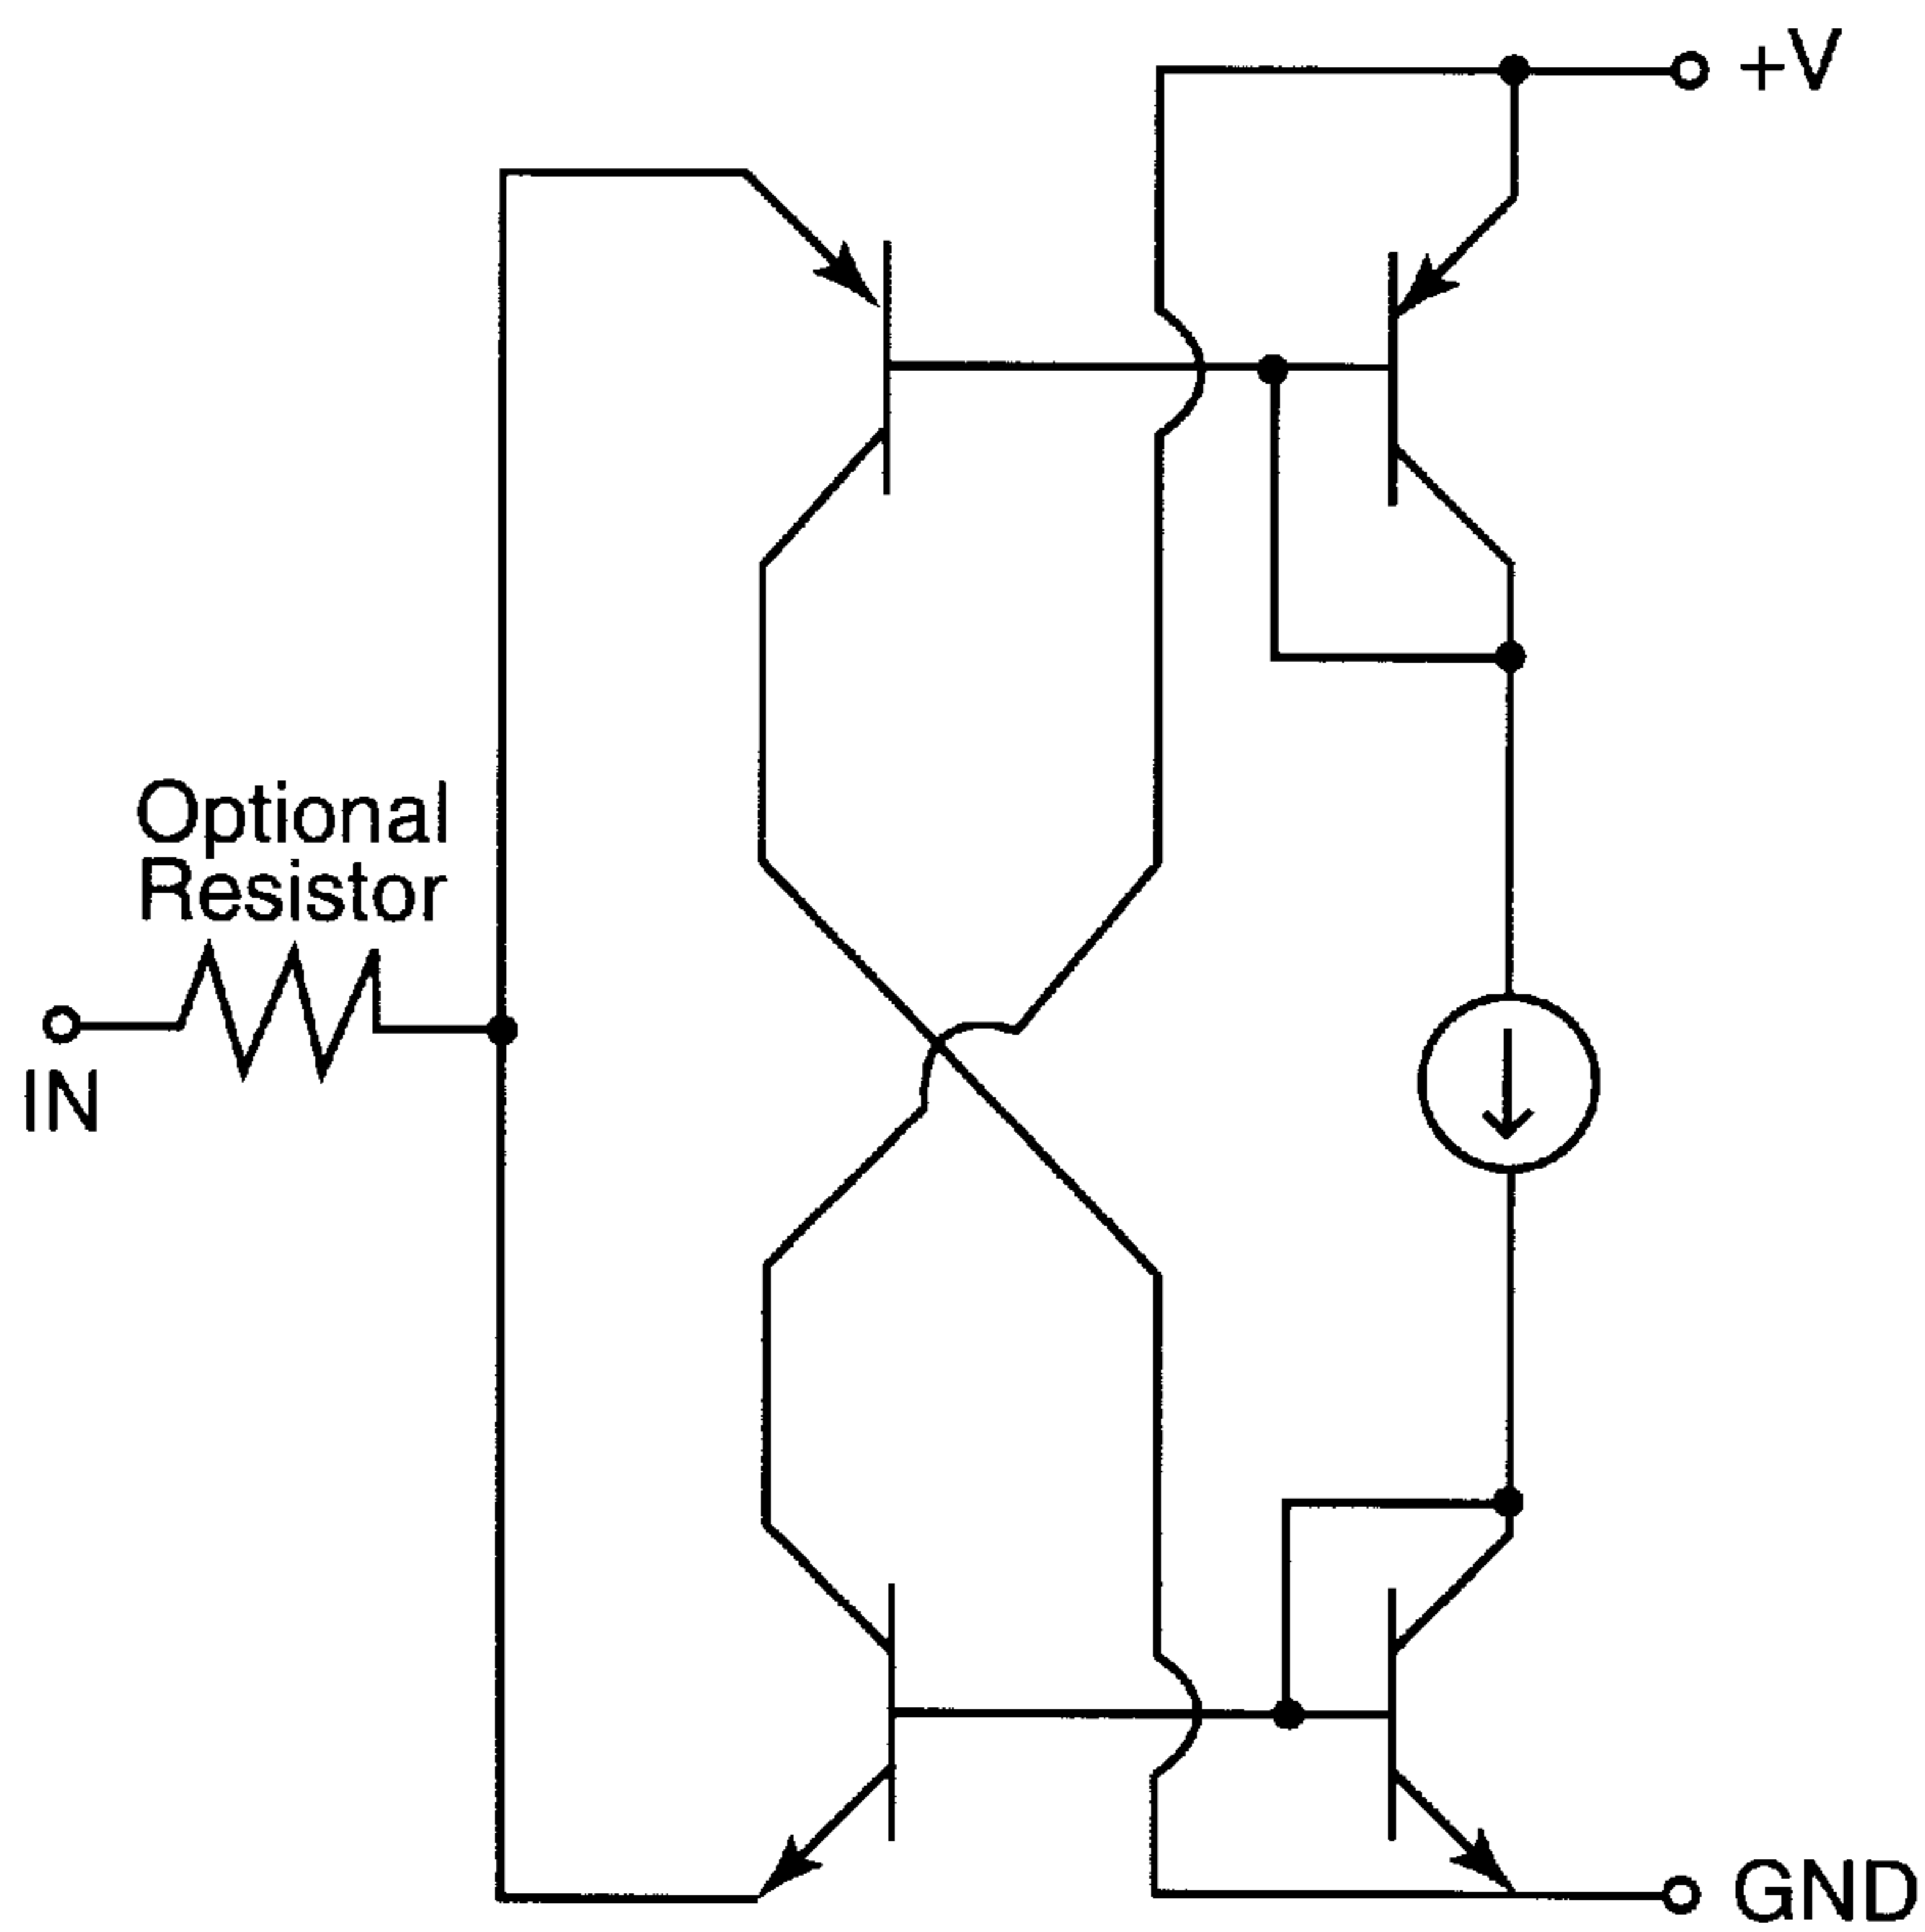 +V
Optional
Resistor
IN
GND